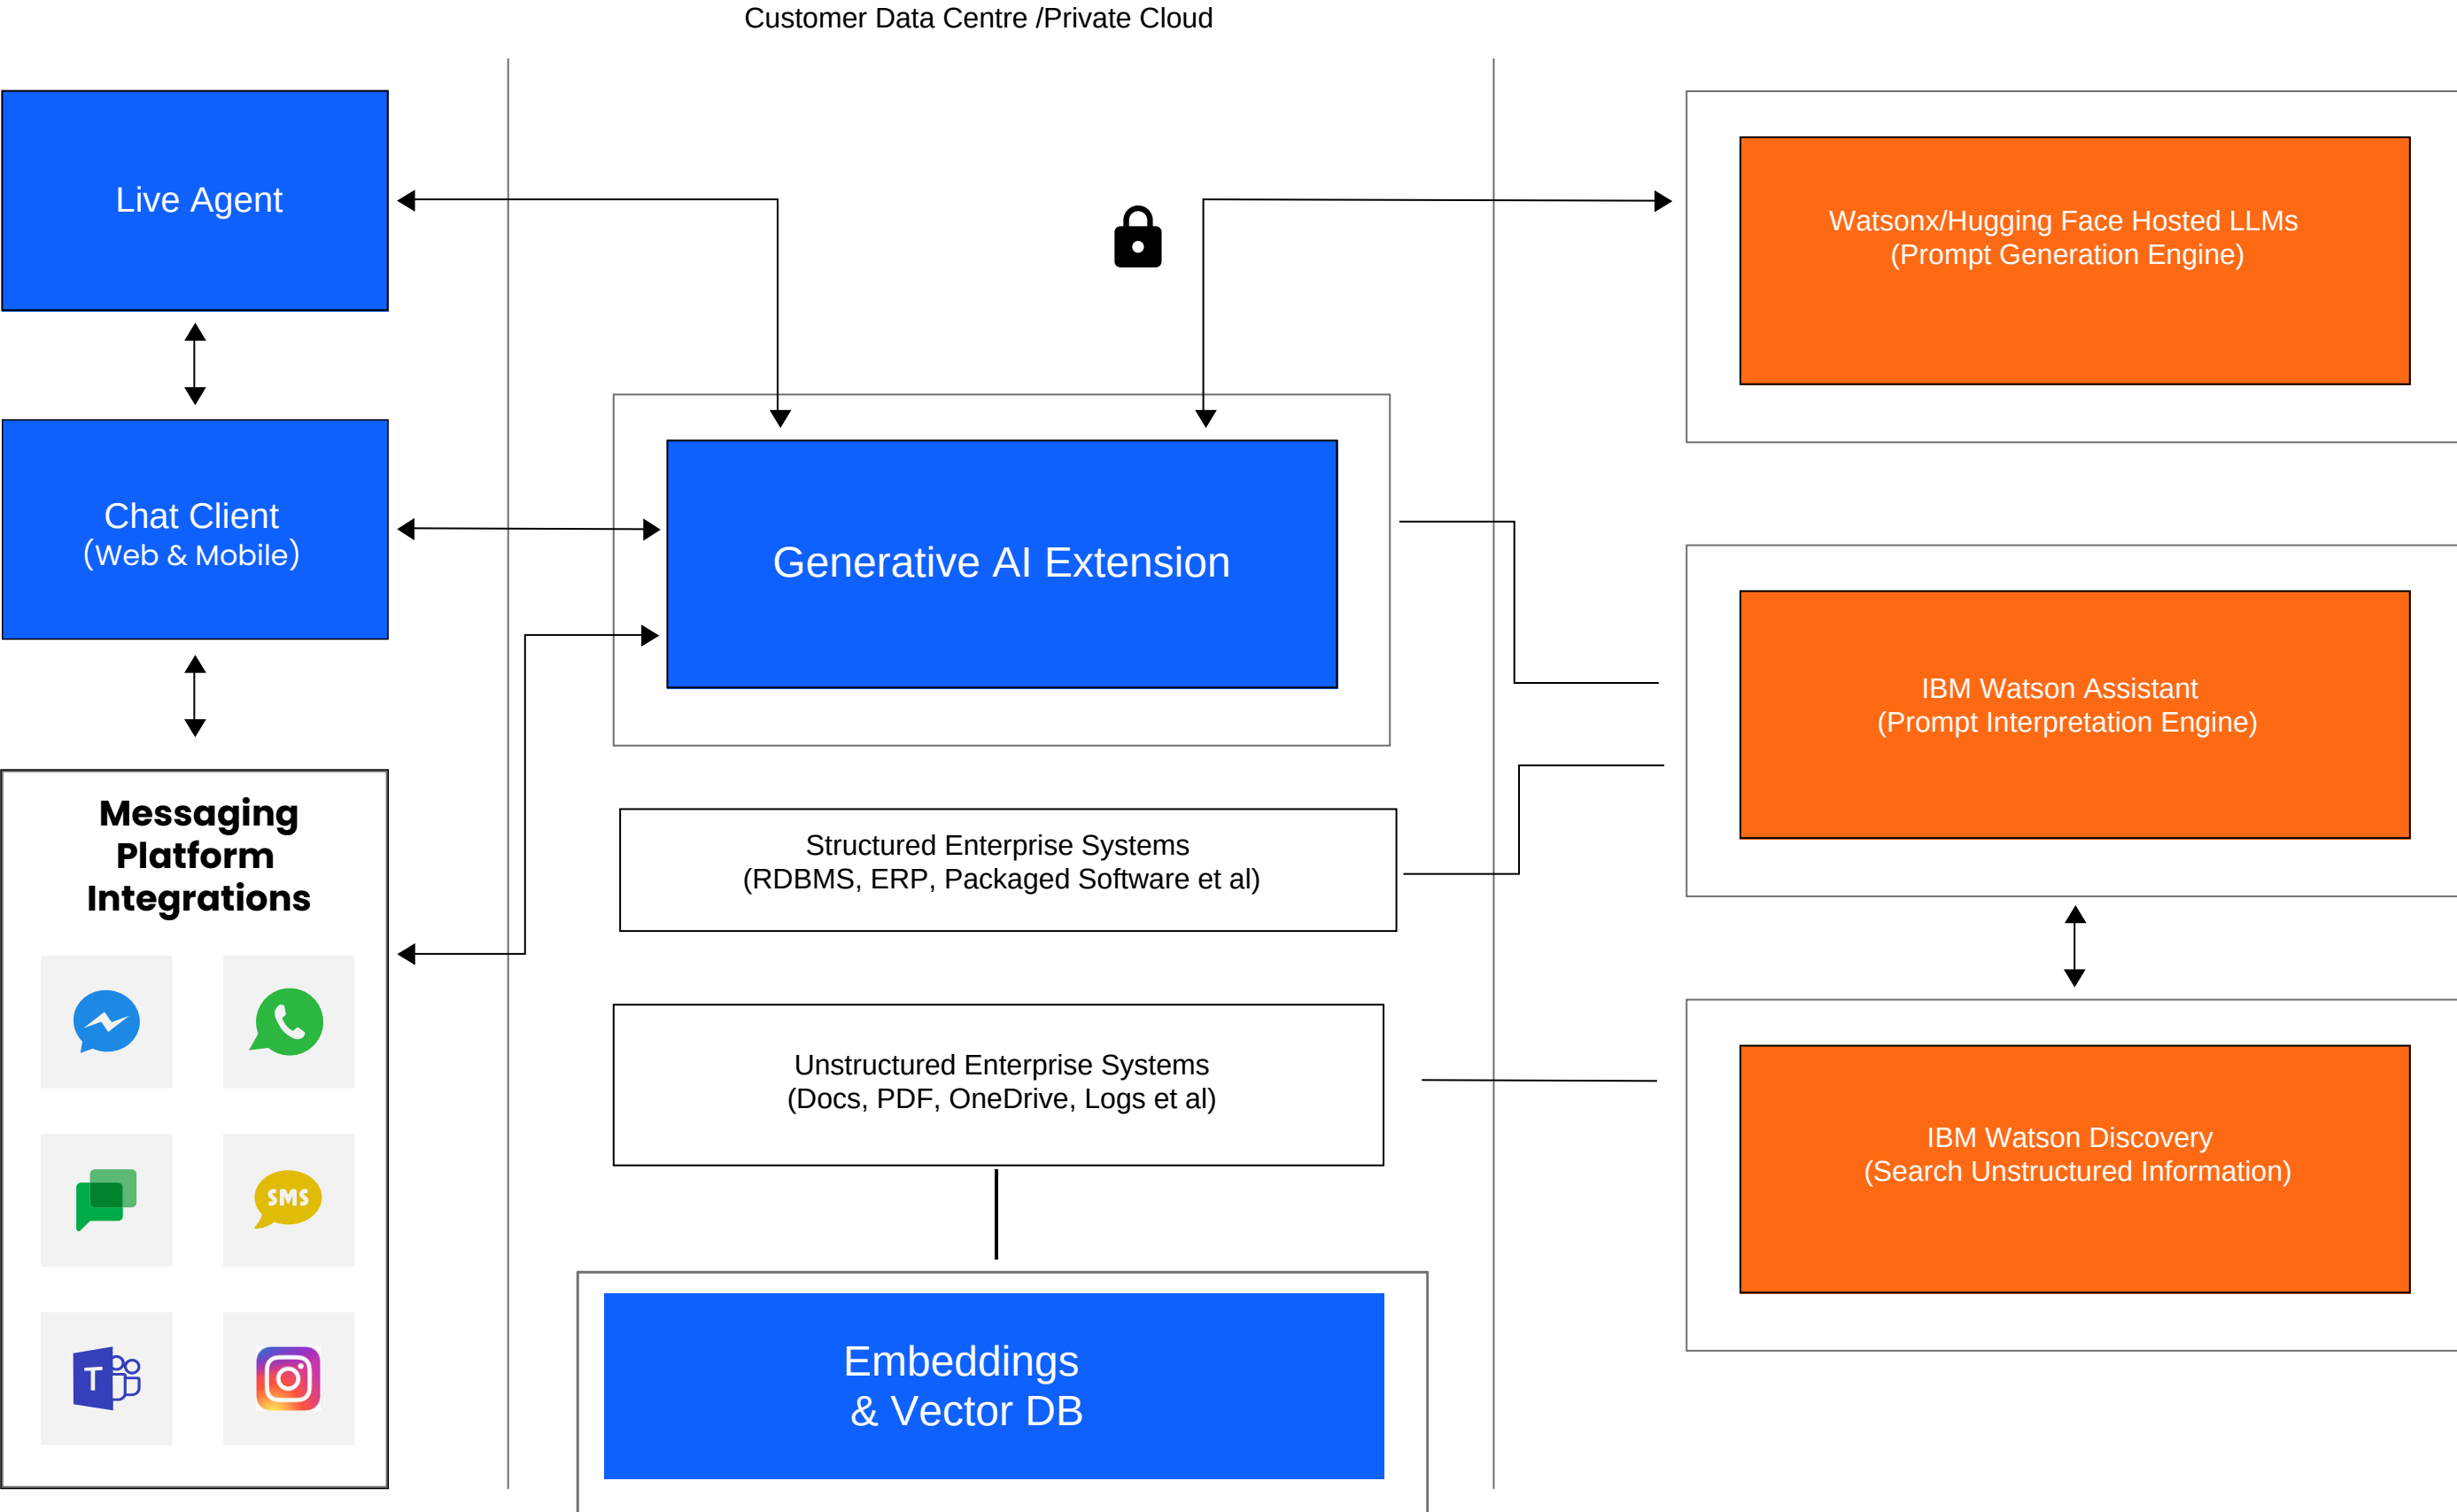 Customer Data Centre /Private Cloud
Live Agent
Chat Client
(Web & Mobile)
Messaging
Platform
Integrations
SMS
T
Generative AI Extension
Structured Enterprise Systems
(RDBMS, ERP, Packaged Software et al)
Unstructured Enterprise Systems
(Docs, PDF, OneDrive, Logs et al)
Embeddings
& Vector DB
Watsonx/Hugging Face Hosted LLMs
(Prompt Generation Engine)
IBM Watson Assistant
(Prompt Interpretation Engine)
IBM Watson Discovery
(Search Unstructured Information)